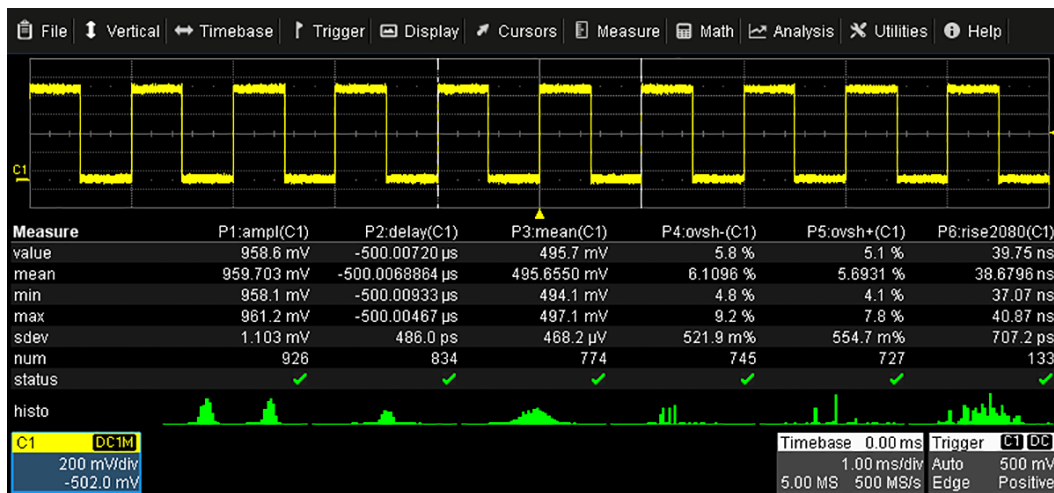 File Vertical Timebase Trigger Display Cursors Measure Math Analysis Utilities Help
C1
Measure P1:ampl(C1) P2:delay(C1) P3:mean(C1) P4:ovsh-(C1) P5:ovsh+(C1) P6:rise2080(C1)
value 958.6 mV -500.00720 µs 495.7 mV 5.8 % 5.1 % 39.75 ns
mean 959.703 mV -500.0068864 µs 495.6550 mV 6.1096 % 5.6931 % 38.6796 ns
min 958.1 mV -500.00933 µs 494.1 mV 4.8 % 4.1 % 37.07 ns
max 961.2 mV -500.00467 µs 497.1 mV 9.2 % 7.8 % 40.87 ns
sdev 1.103 mV 486.0 ps 468.2 µV 521.9 m% 554.7 m% 707.2 ps
num 926 834 774 745 727 133
status
histo
C1 DC1M
200 mV/div
-502.0 mV
Timebase 0.00 ms
1.00 ms/div
5.00 MS 500 MS/s
Trigger C1 DC
Auto 500 mV
Edge Positive